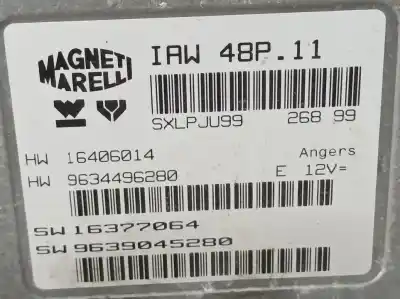 MAGNETI
MARELLI
IAW 48P.11
SXLPJU99 268 99
HW 16406014 Angers
HW 9634496280 E 12V=
SW 16377064
SW 9639045280